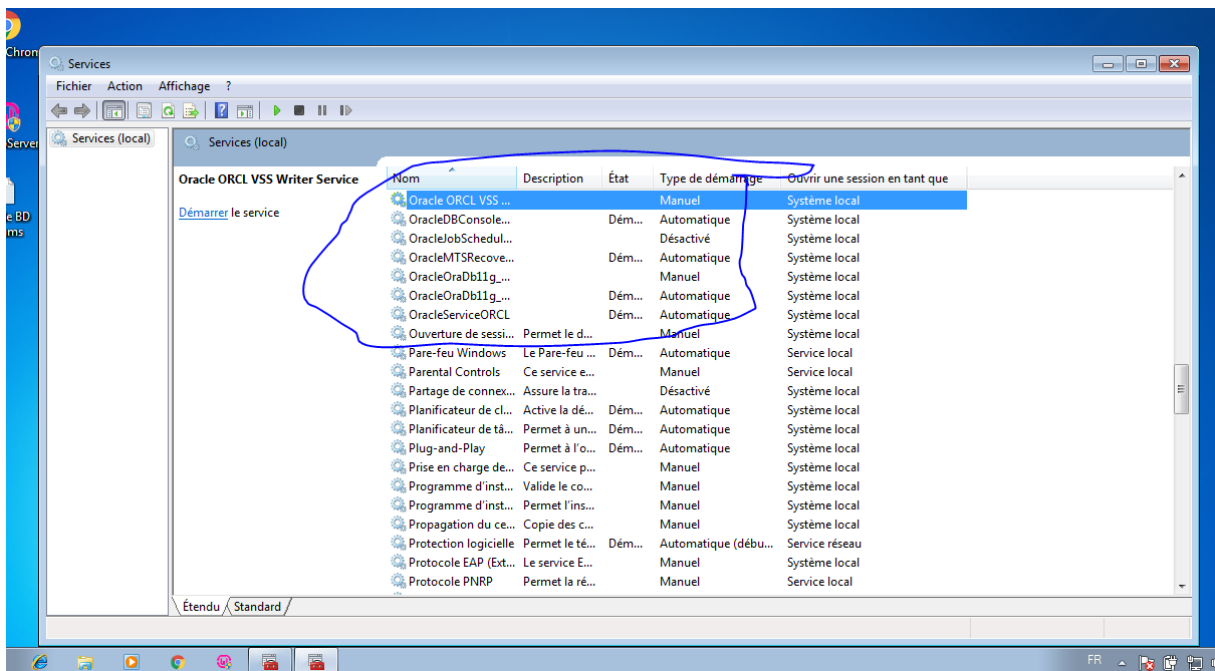 Chrom
Services
Fichier Action Affichage ?
Server
Services (local)
Services (local)
Oracle ORCL VSS Writer Service
Démarrer le service
e BD
ms
Nom Description État Type de démarrage Ouvrir une session en tant que
Oracle ORCL VSS ... Manuel Système local
OracleDBConsole... Dém... Automatique Système local
OracleJobSchedul... Désactivé Système local
OracleMTSRecove... Dém... Automatique Système local
OracleOraDb11g_... Manuel Système local
OracleOraDb11g_... Dém... Automatique Système local
OracleServiceORCL Dém... Automatique Système local
Ouverture de sessi... Permet le d... Manuel Système local
Pare-feu Windows Le Pare-feu ... Dém... Automatique Service local
Parental Controls Ce service e... Manuel Service local
Partage de connex... Assure la tra... Désactivé Système local
Planificateur de cl... Active la dé... Dém... Automatique Système local
Planificateur de tâ... Permet à un... Dém... Automatique Système local
Plug-and-Play Permet à l'o... Dém... Automatique Système local
Prise en charge de... Ce service p... Manuel Système local
Programme d'inst... Valide le co... Manuel Système local
Programme d'inst... Permet l'ins... Manuel Système local
Propagation du ce... Copie des c... Manuel Système local
Protection logicielle Permet le té... Dém... Automatique (débu... Service réseau
Protocole EAP (Ext... Le service E... Manuel Système local
Protocole PNRP Permet la ré... Manuel Service local
Étendu Standard
FR